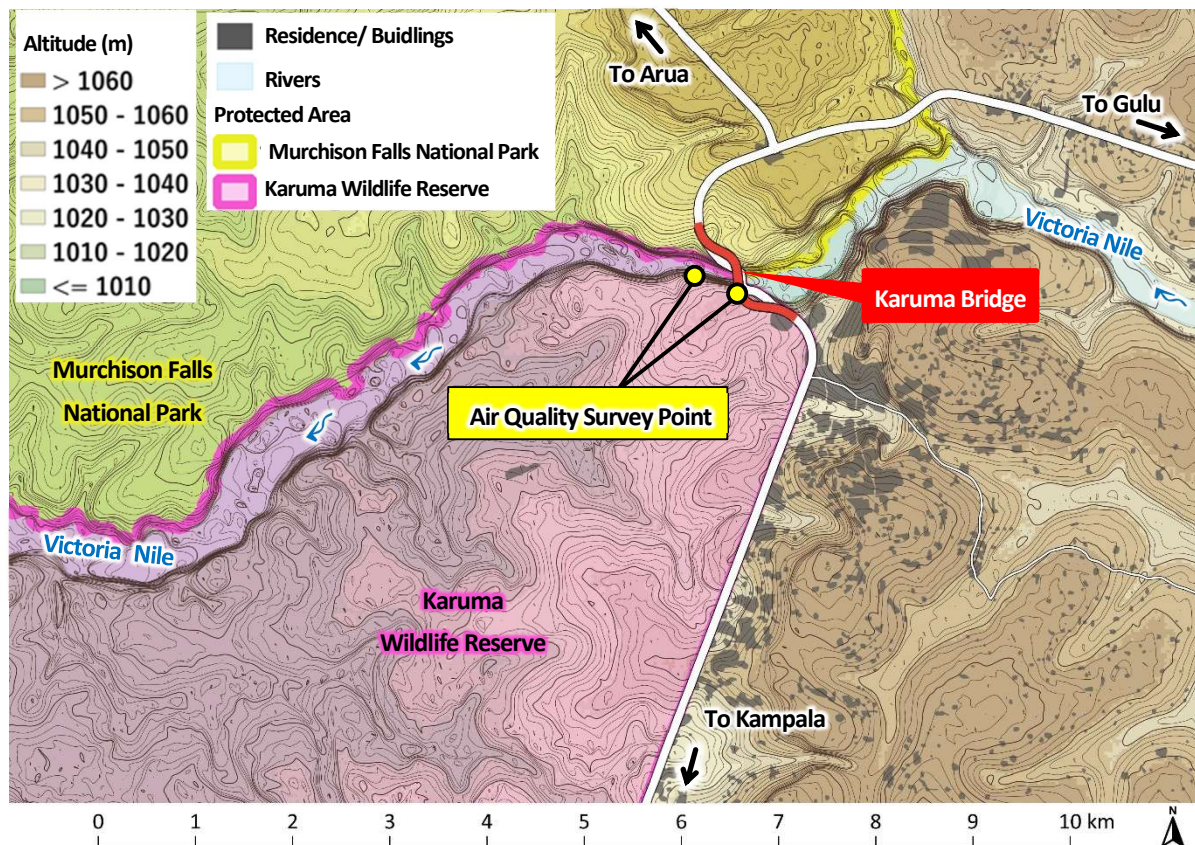 Altitude (m)
> 1060
1050 - 1060
1040 - 1050
1030 - 1040
1020 - 1030
1010 - 1020
<= 1010
Residence/ Buidlings
Rivers
Protected Area
Murchison Falls National Park
Karuma Wildlife Reserve
To Arua
To Gulu
Victoria Nile
Karuma Bridge
Air Quality Survey Point
Murchison Falls
National Park
Victoria Nile
Karuma
Wildlife Reserve
To Kampala
0 1 2 3 4 5 6 7 8 9 10 km
N